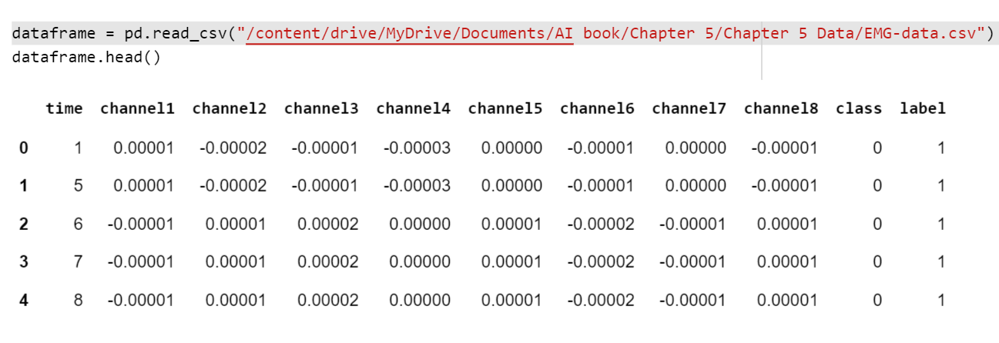 dataframe = pd.read_csv("/content/drive/MyDrive/Documents/AI book/Chapter 5/Chapter 5 Data/EMG-data.csv")
dataframe.head()
time channel1 channel2 channel3 channel4 channel5 channel6 channel7 channel8 class label
0 1 0.00001 -0.00002 -0.00001 -0.00003 0.00000 -0.00001 0.00000 -0.00001 0 1
1 5 0.00001 -0.00002 -0.00001 -0.00003 0.00000 -0.00001 0.00000 -0.00001 0 1
2 6 -0.00001 0.00001 0.00002 0.00000 0.00001 -0.00002 -0.00001 0.00001 0 1
3 7 -0.00001 0.00001 0.00002 0.00000 0.00001 -0.00002 -0.00001 0.00001 0 1
4 8 -0.00001 0.00001 0.00002 0.00000 0.00001 -0.00002 -0.00001 0.00001 0 1